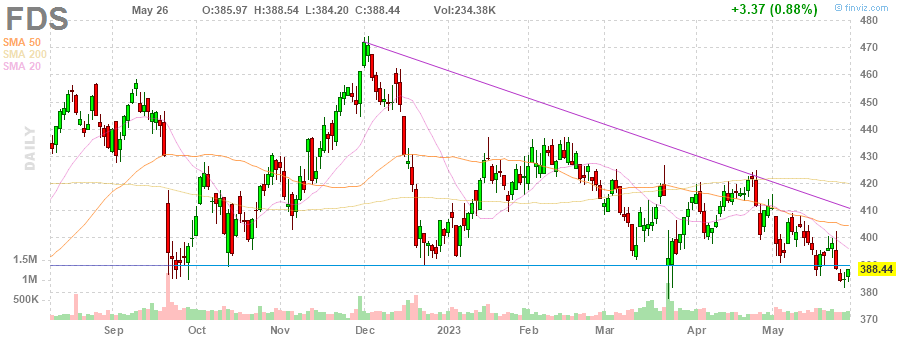 FDS
May 26 O:385.97 H:388.54 L:384.20 C:388.44 Vol:234.38K +3.37 (0.88%) finviz.com
SMA 50
SMA 200
SMA 20
DAILY
480
470
460
450
440
430
420
410
400
388.44
380
370
1.5M
1M
500K
Sep Oct Nov Dec 2023 Feb Mar Apr May